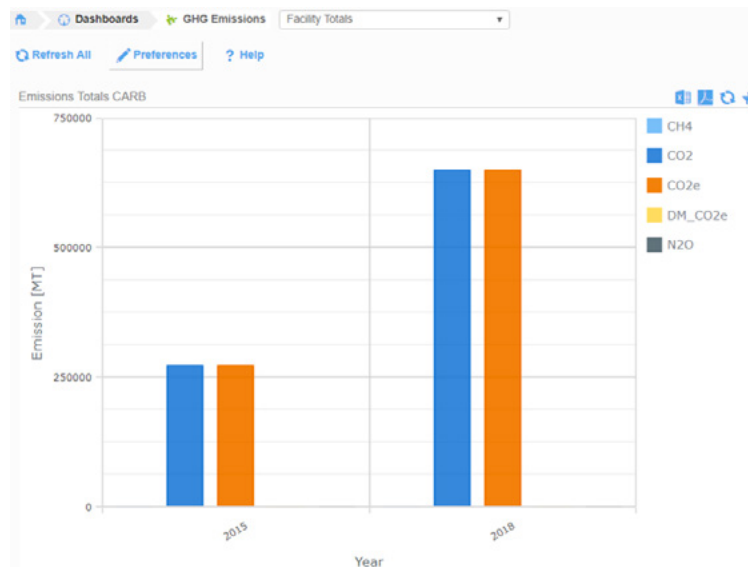 Dashboards GHG Emissions Facility Totals
Refresh All Preferences ? Help
Emissions Totals CARB
750000
500000
250000
0
Emission [MT]
2015
2018
Year
CH4
CO2
CO2e
DM_CO2e
N2O